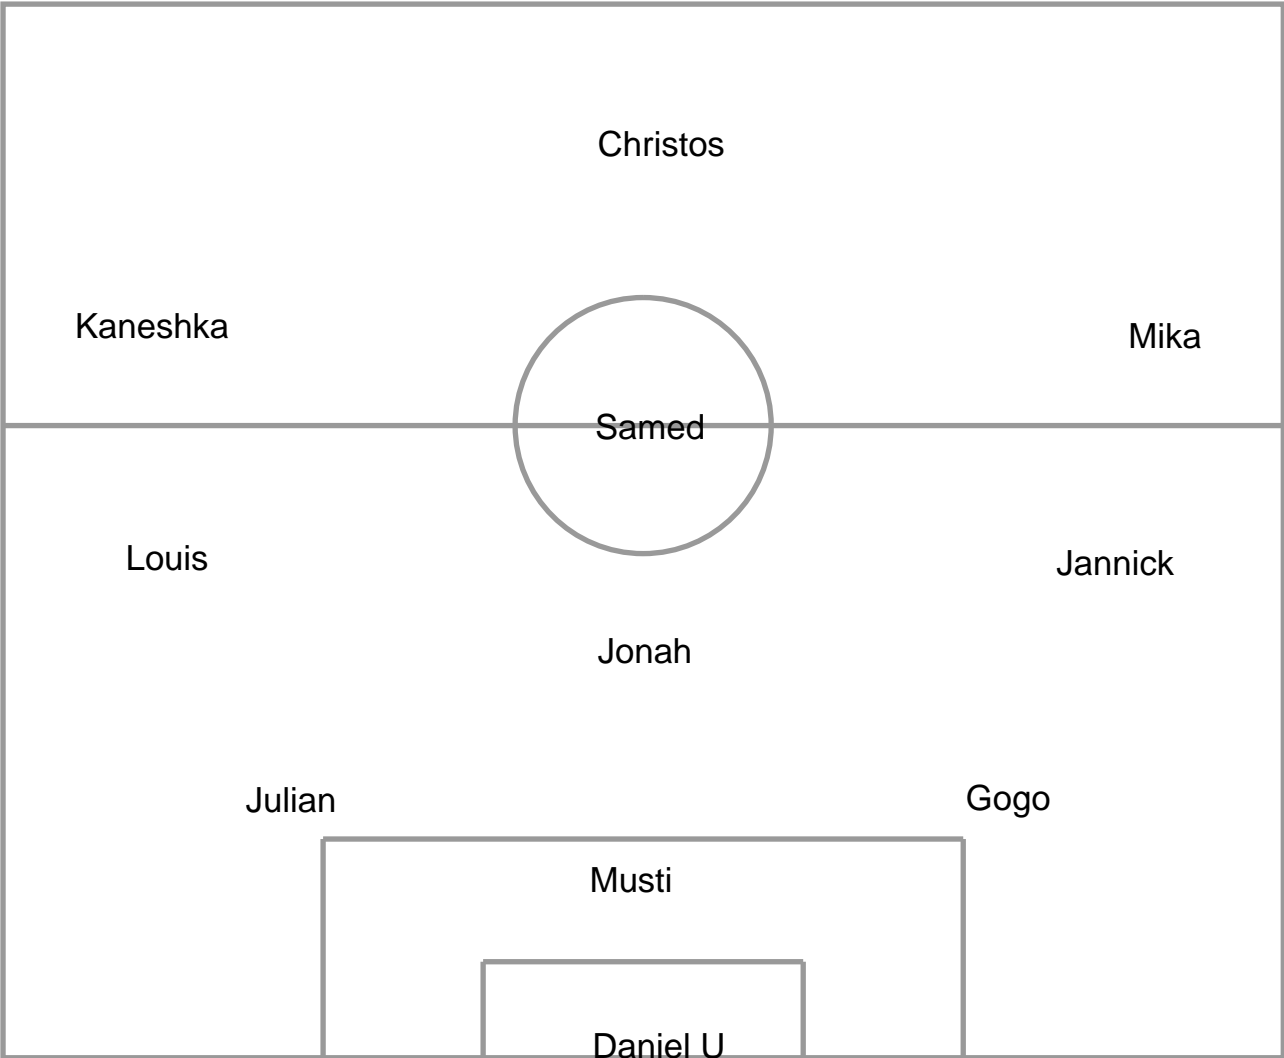 Christos
Kaneshka
Mika
Samed
Louis
Jannick
Jonah
Julian
Gogo
Musti
Daniel U